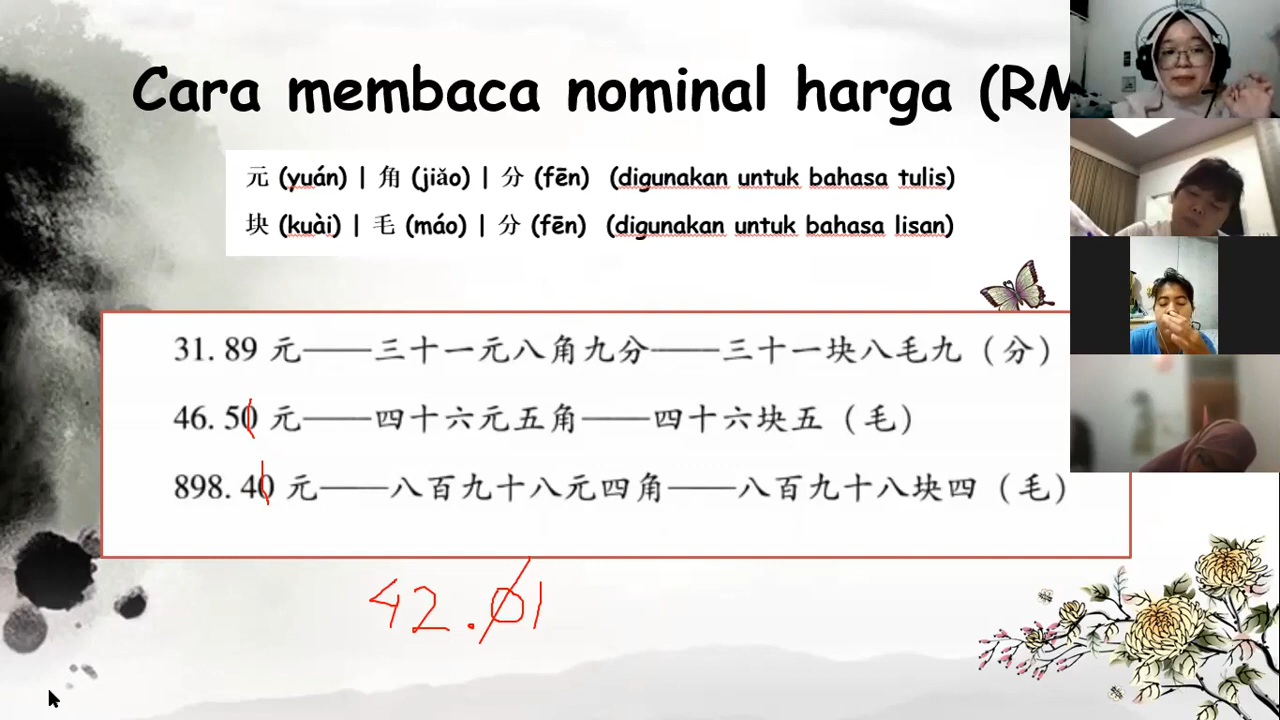 Cara membaca nominal harga (RM
元 (yuán) | 角 (jiǎo) | 分 (fēn) (digunakan untuk bahasa tulis)
块 (kuài) | 毛 (máo) | 分 (fēn) (digunakan untuk bahasa lisan)
31. 89 元——三十一元八角九分——三十一块八毛九（分）
46. 50 元——四十六元五角——四十六块五（毛）
898. 40 元——八百九十八元四角——八百九十八块四（毛）
42.01